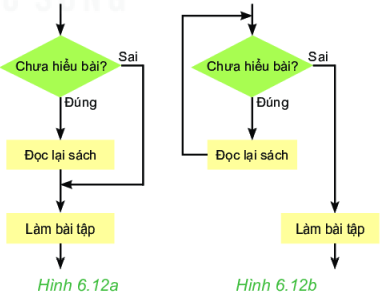 Chưa hiểu bài?
Sai
Đúng
Đọc lại sách
Làm bài tập
Hình 6.12a
Chưa hiểu bài?
Sai
Đúng
Đọc lại sách
Làm bài tập
Hình 6.12b